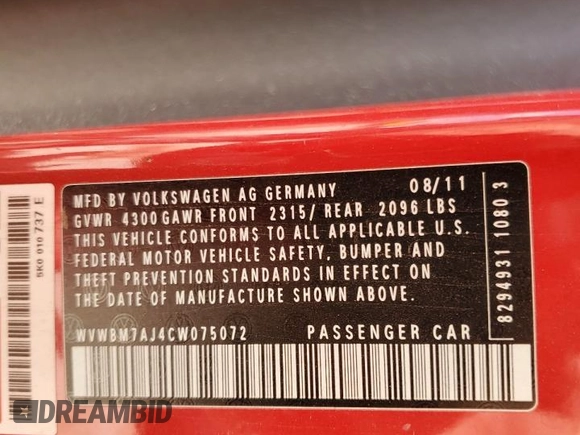 MFD BY VOLKSWAGEN AG GERMANY 08/11
GVWR 4300 GAWR FRONT 2315/ REAR 2096 LBS
THIS VEHICLE CONFORMS TO ALL APPLICABLE U.S.
FEDERAL MOTOR VEHICLE SAFETY, BUMPER AND
THEFT PREVENTION STANDARDS IN EFFECT ON
THE DATE OF MANUFACTURE SHOWN ABOVE.
WVWBM7AJ4CW075072 PASSENGER CAR
8294931 1080 3
5K0 010 737 E
DREAMBID